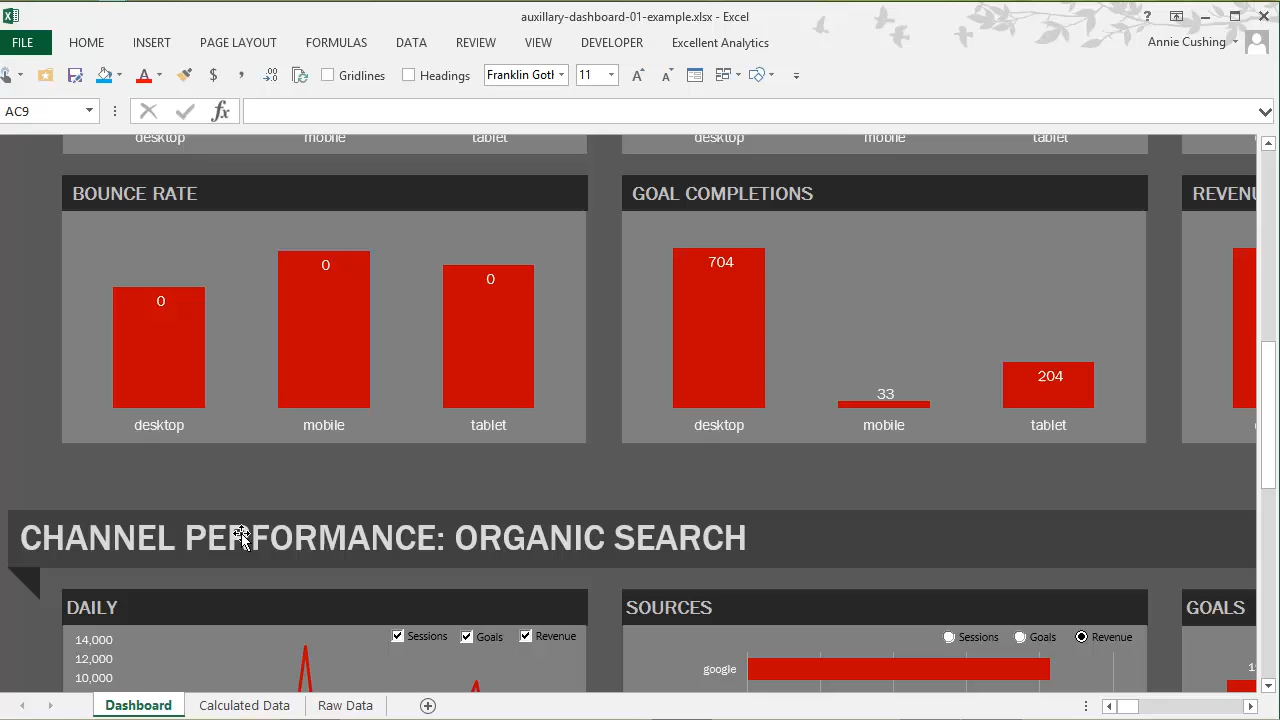 auxillary-dashboard-01-example.xlsx - Excel
?
FILE HOME INSERT PAGE LAYOUT FORMULAS DATA REVIEW VIEW DEVELOPER Excellent Analytics Annie Cushing
A $ , .00 Gridlines Headings Franklin Gotl 11 A A
AC9 fx
desktop mobile tablet desktop mobile tablet
BOUNCE RATE GOAL COMPLETIONS REVENU
0 0 0 704 33 204
desktop mobile tablet desktop mobile tablet
CHANNEL PERFORMANCE: ORGANIC SEARCH
DAILY SOURCES GOALS
14,000 Sessions Goals Revenue Sessions Goals Revenue
12,000 google
10,000
Dashboard Calculated Data Raw Data